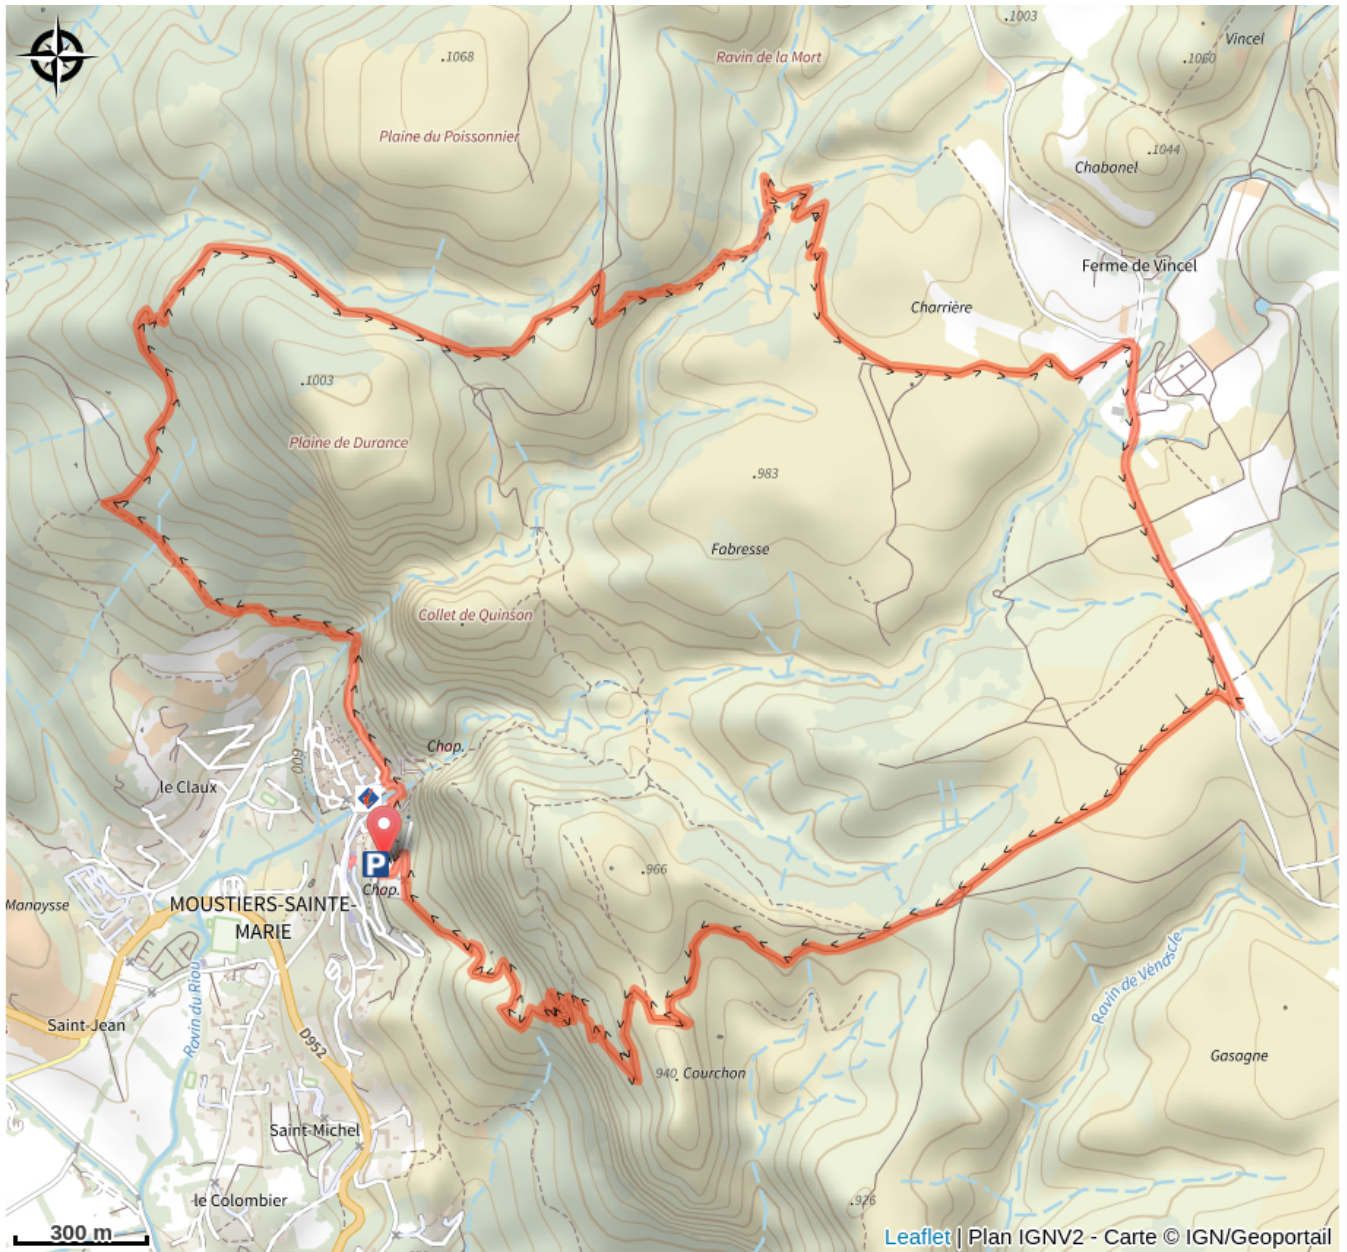 .1003
Vincel
.1068
Ravin de la Mort
.1060
Plaine du Poissonnier
.1044
Chabanel
Ferme de Vincel
Charrière
.1003
Plaine de Durance
.983
Fabresse
Collet de Quinson
Chap.
600
le Claux
P
.966
Chap.
MOUSTIERS-SAINTE-
MARIE
Manaysse
Ravin de Vénascle
Ravin du Riou
Saint-Jean
D952
Gasagne
940. Courchon
Saint-Michel
le Colombier
.926
300 m
Leaflet | Plan IGNV2 - Carte © IGN/Geoportail